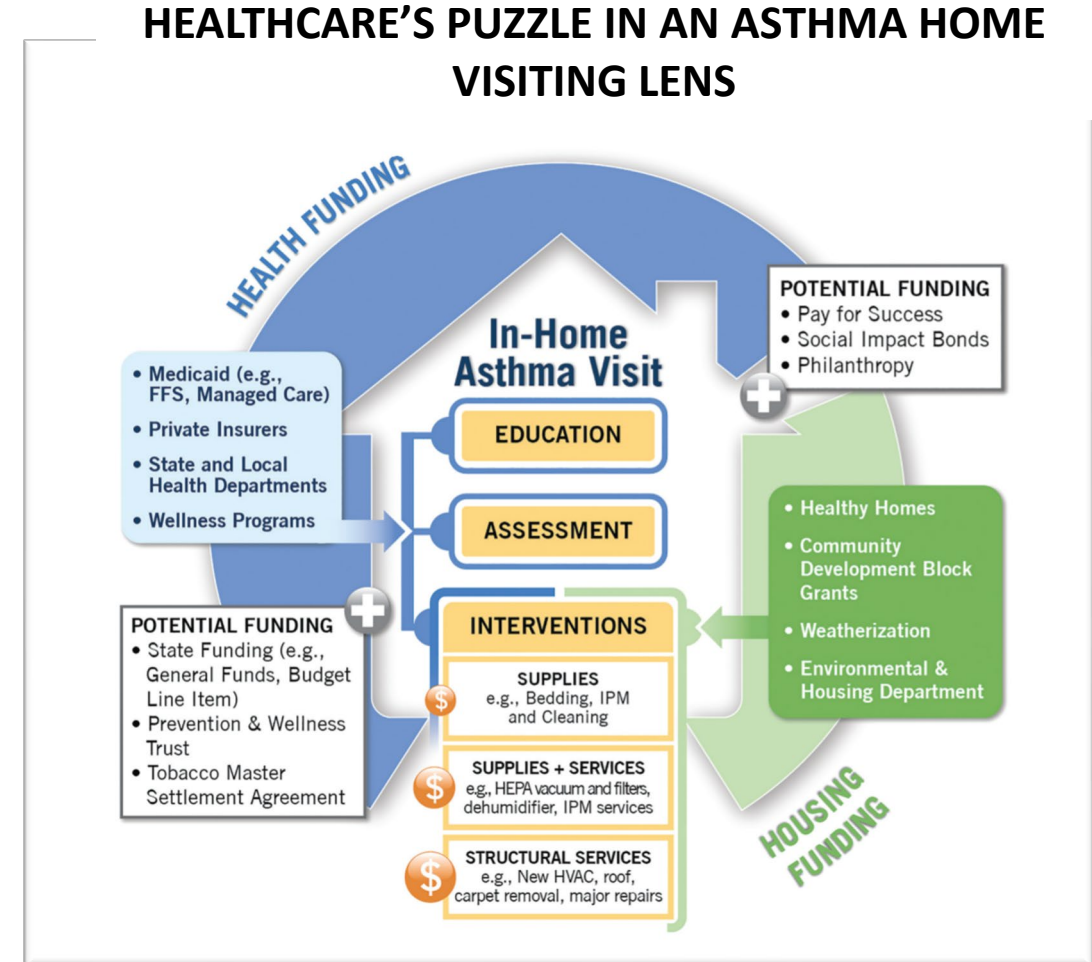 HEALTHCARE’S PUZZLE IN AN ASTHMA HOME
VISITING LENS
HEALTH FUNDING
POTENTIAL FUNDING
• Pay for Success
• Social Impact Bonds
• Philanthropy
In-Home
Asthma Visit
• Medicaid (e.g.,
FFS, Managed Care)
• Private Insurers
• State and Local
Health Departments
• Wellness Programs
EDUCATION
ASSESSMENT
INTERVENTIONS
SUPPLIES
e.g., Bedding, IPM
and Cleaning
$
SUPPLIES + SERVICES
e.g., HEPA vacuum and filters,
dehumidifier, IPM services
$
STRUCTURAL SERVICES
e.g., New HVAC, roof,
carpet removal, major repairs
$
• Healthy Homes
• Community
Development Block
Grants
• Weatherization
• Environmental &
Housing Department
POTENTIAL FUNDING
• State Funding (e.g.,
General Funds, Budget
Line Item)
• Prevention & Wellness
Trust
• Tobacco Master
Settlement Agreement
HOUSING
FUNDING